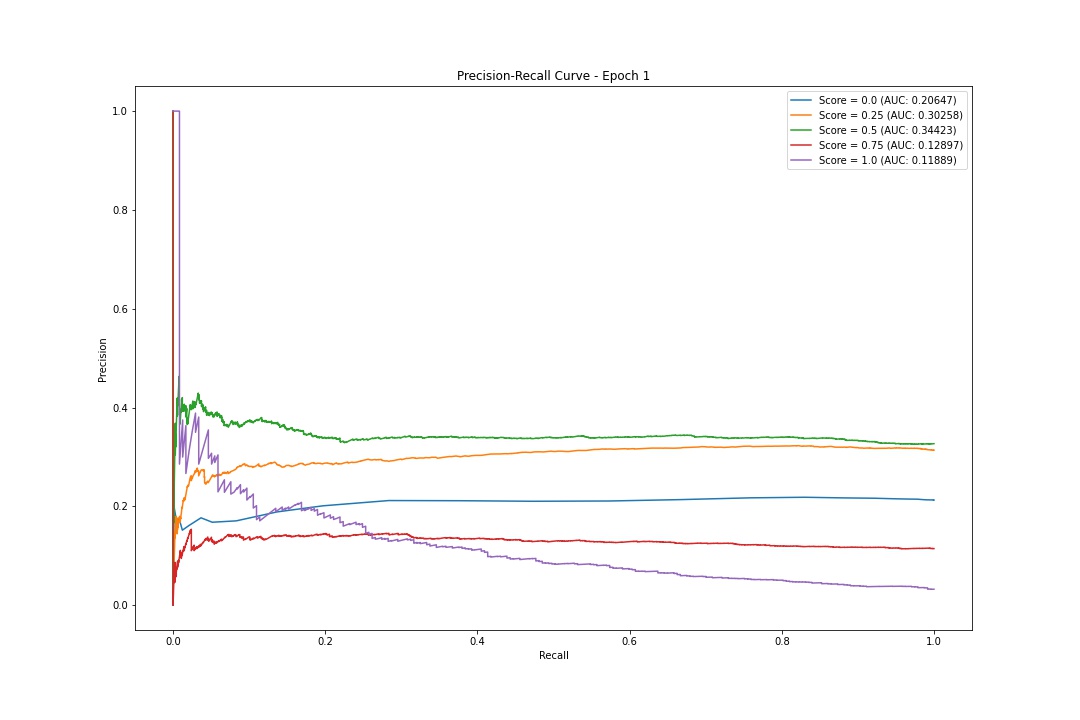 Precision-Recall Curve - Epoch 1
Score = 0.0 (AUC: 0.20647)
Score = 0.25 (AUC: 0.30258)
Score = 0.5 (AUC: 0.34423)
Score = 0.75 (AUC: 0.12897)
Score = 1.0 (AUC: 0.11889)
1.0
0.8
0.6
0.4
0.2
0.0
Precision
0.0 0.2 0.4 0.6 0.8 1.0
Recall